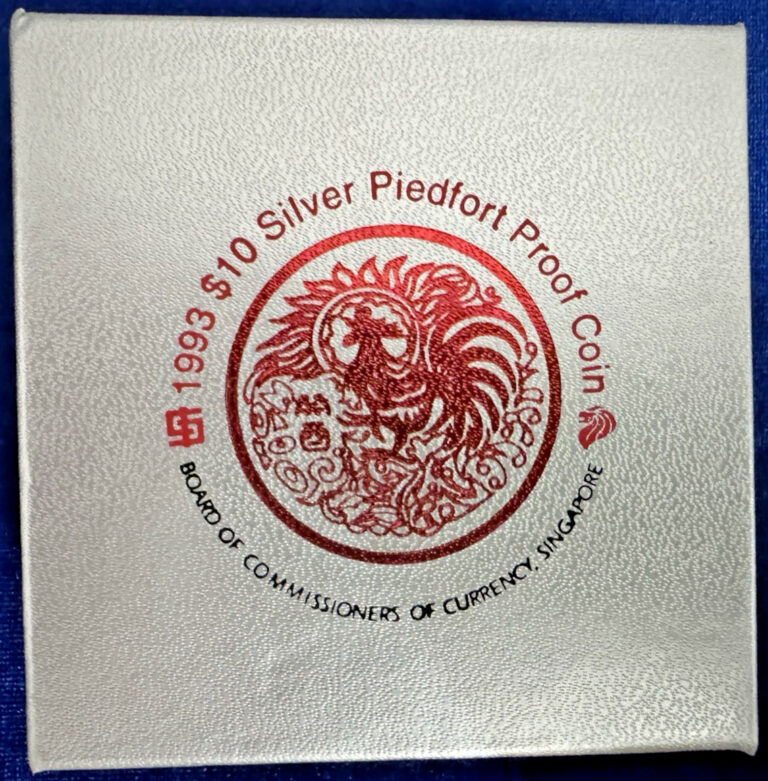 1993 $10 Silver Piedfort Proof Coin
BOARD OF COMMISSIONERS OF CURRENCY, SINGAPORE